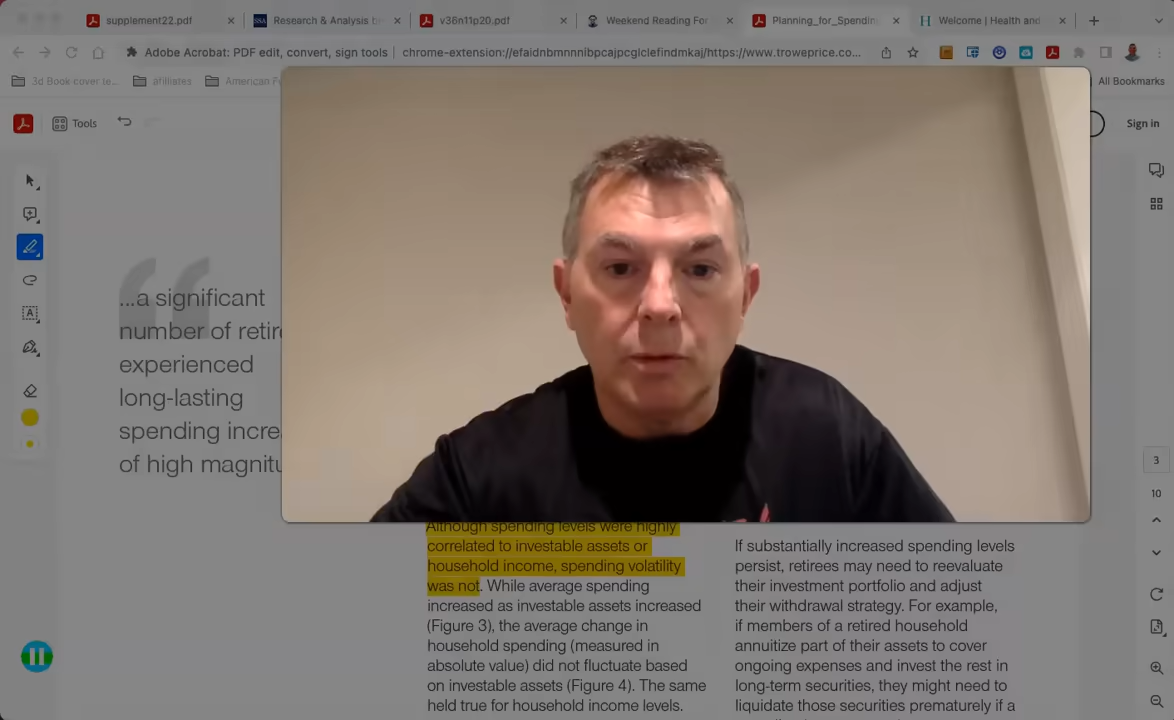 supplement22.pdf
Research & Analysis b
v36n11p20.pdf
Weekend Reading For
Planning_for_Spendin
Welcome | Health and
Adobe Acrobat: PDF edit, convert, sign tools | chrome-extension://efaidnbmnnnibpcajpcglclefindmkaj/https://www.troweprice.co...
3d Book cover te...
affiliates
American
All Bookmarks
Tools
Sign in
...a significant
number of retir
experienced
long-lasting
spending incre
of high magnitu
Although spending levels were highly
correlated to investable assets or
household income, spending volatility
was not. While average spending
increased as investable assets increased
(Figure 3), the average change in
household spending (measured in
absolute value) did not fluctuate based
on investable assets (Figure 4). The same
held true for household income levels.
If substantially increased spending levels
persist, retirees may need to reevaluate
their investment portfolio and adjust
their withdrawal strategy. For example,
if members of a retired household
annuitize part of their assets to cover
ongoing expenses and invest the rest in
long-term securities, they might need to
liquidate those securities prematurely if a
3
10